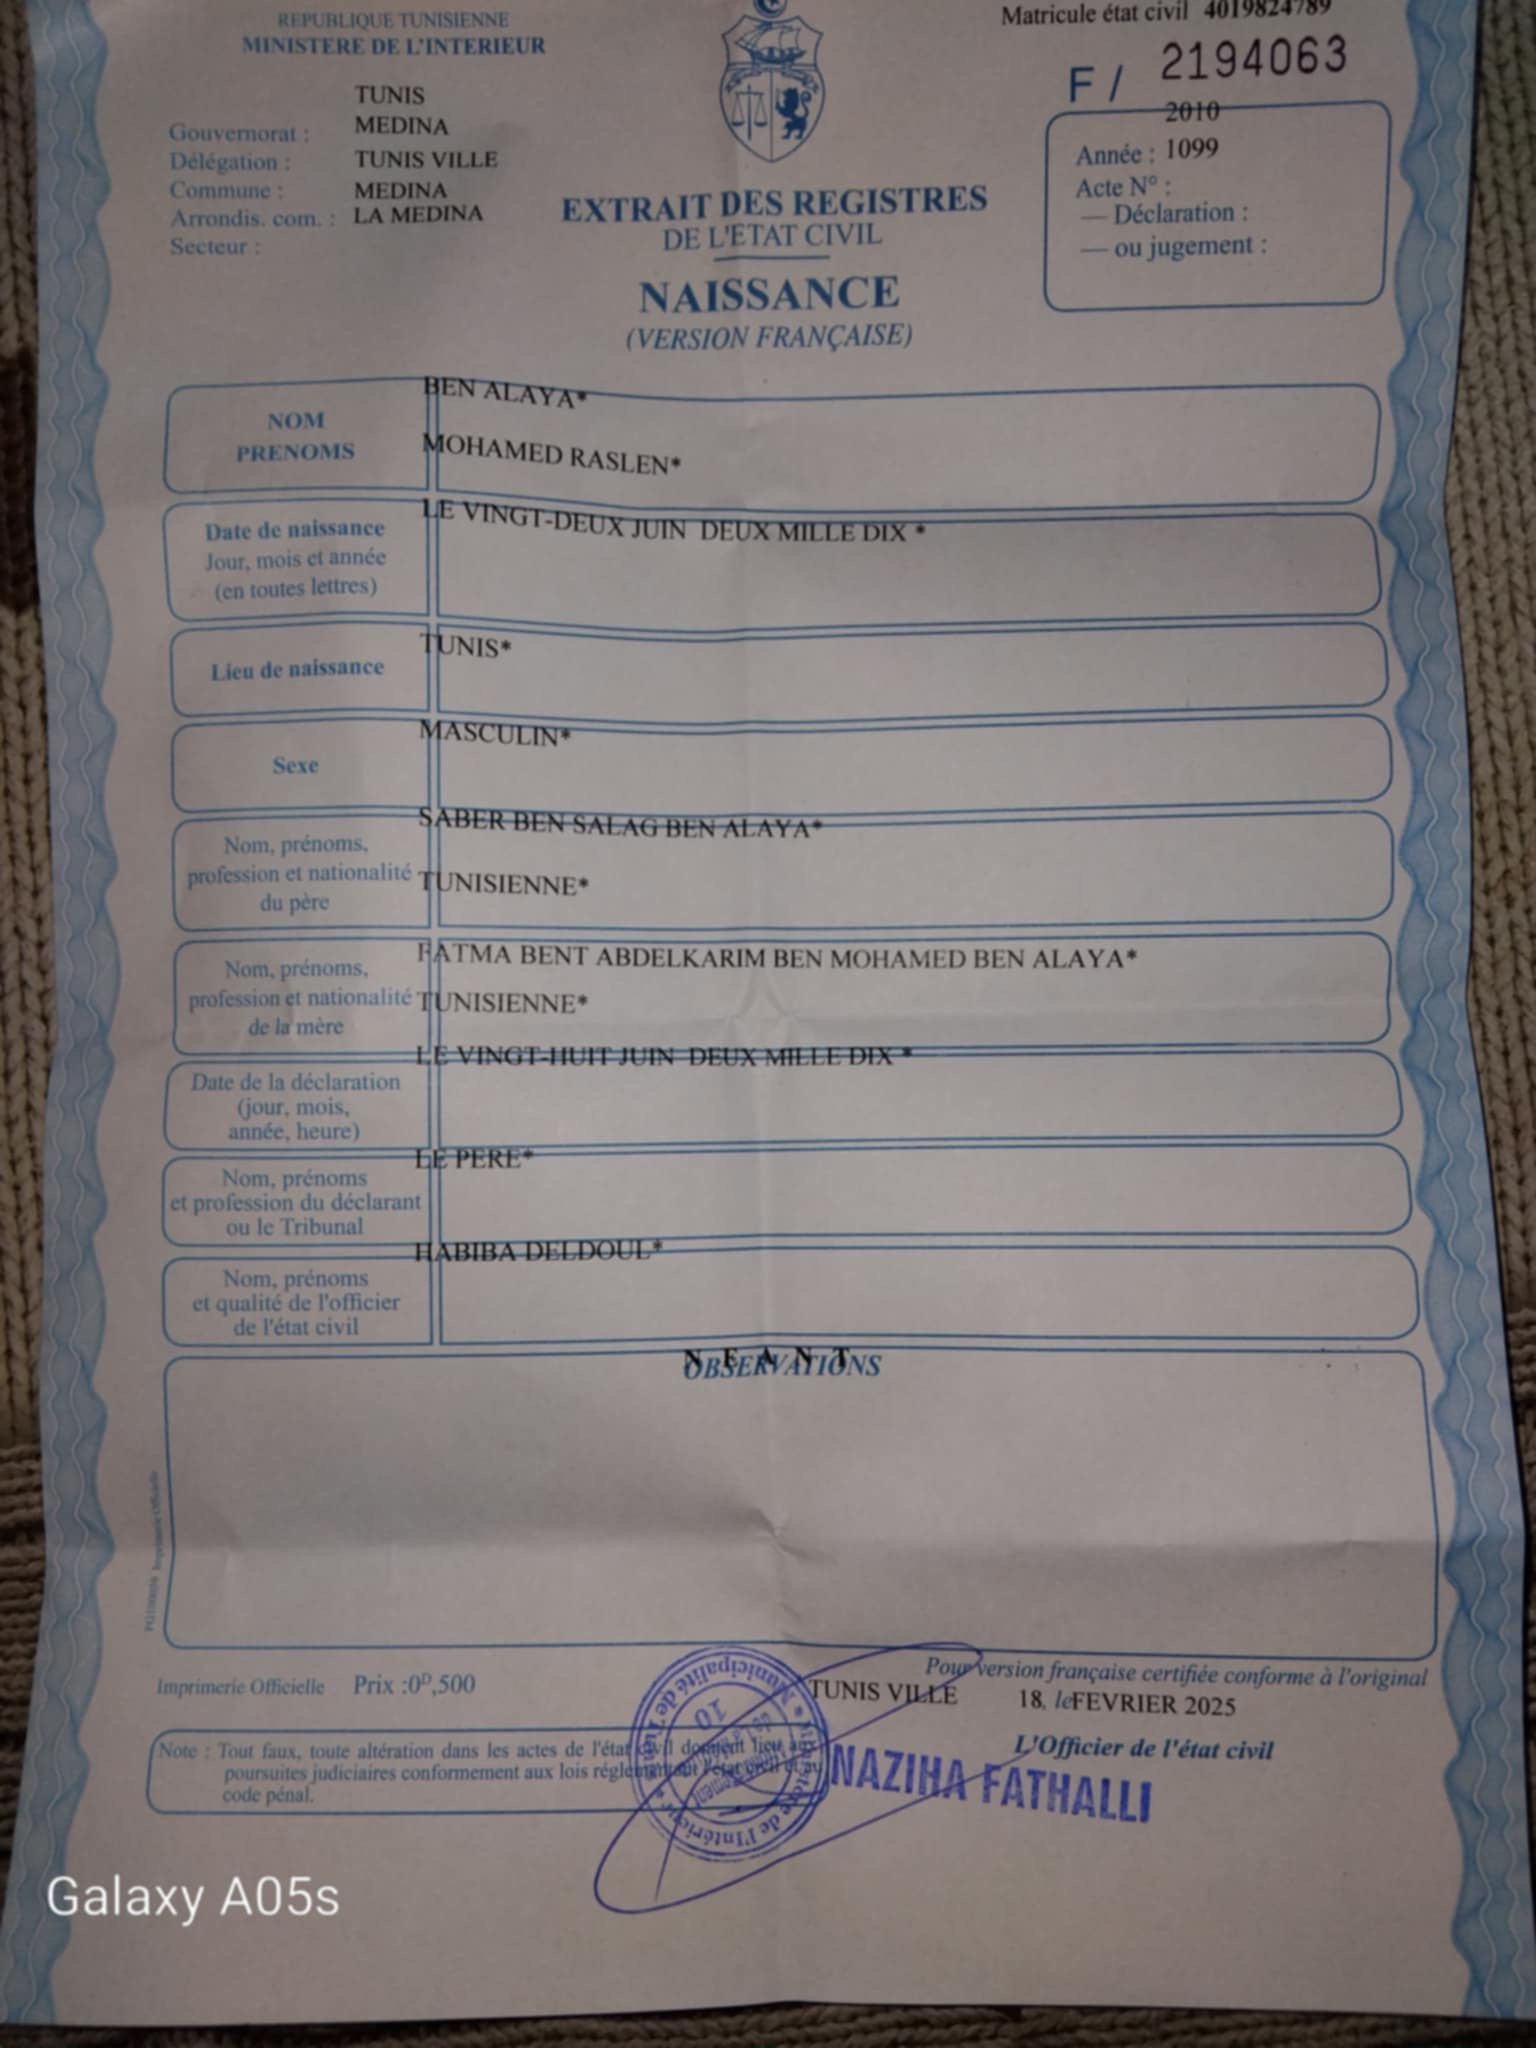 REPUBLIQUE TUNISIENNE
MINISTERE DE L'INTERIEUR
Matricule état civil 4019824789
F / 2194063
TUNIS
Gouvernorat : MEDINA
Délégation : TUNIS VILLE
Commune : MEDINA
Arrondis. com. : LA MEDINA
Secteur :
2010
Année : 1099
Acte N° :
— Déclaration :
— ou jugement :
EXTRAIT DES REGISTRES
DE L'ETAT CIVIL
NAISSANCE
(VERSION FRANÇAISE)
NOM
PRENOMS
BEN ALAYA*
MOHAMED RASLEN*
Date de naissance
Jour, mois et année
(en toutes lettres)
LE VINGT-DEUX JUIN DEUX MILLE DIX *
Lieu de naissance
TUNIS*
Sexe
MASCULIN*
Nom, prénoms,
profession et nationalité
du père
SABER BEN SALAG BEN ALAYA*
TUNISIENNE*
Nom, prénoms,
profession et nationalité
de la mère
FATMA BENT ABDELKARIM BEN MOHAMED BEN ALAYA*
TUNISIENNE*
Date de la déclaration
(jour, mois,
année, heure)
LE VINGT-HUIT JUIN DEUX MILLE DIX *
Nom, prénoms
et profession du déclarant
ou le Tribunal
LE PERE*
Nom, prénoms
et qualité de l'officier
de l'état civil
HABIBA DELDOUL*
N E A N T
OBSERVATIONS
Imprimerie Officielle
Imprimerie Officielle Prix :0ᴰ,500
Pour version française certifiée conforme à l'original
TUNIS VILLE 18, le FEVRIER 2025
L'Officier de l'état civil
NAZIHA FATHALLI
Note : Tout faux, toute altération dans les actes de l'état civil donnent lieu aux
poursuites judiciaires conformement aux lois réglementant l'état civil et au
code pénal.
Municipalité de Tunis
Ministère de l'Intérieur
10
Galaxy A05s